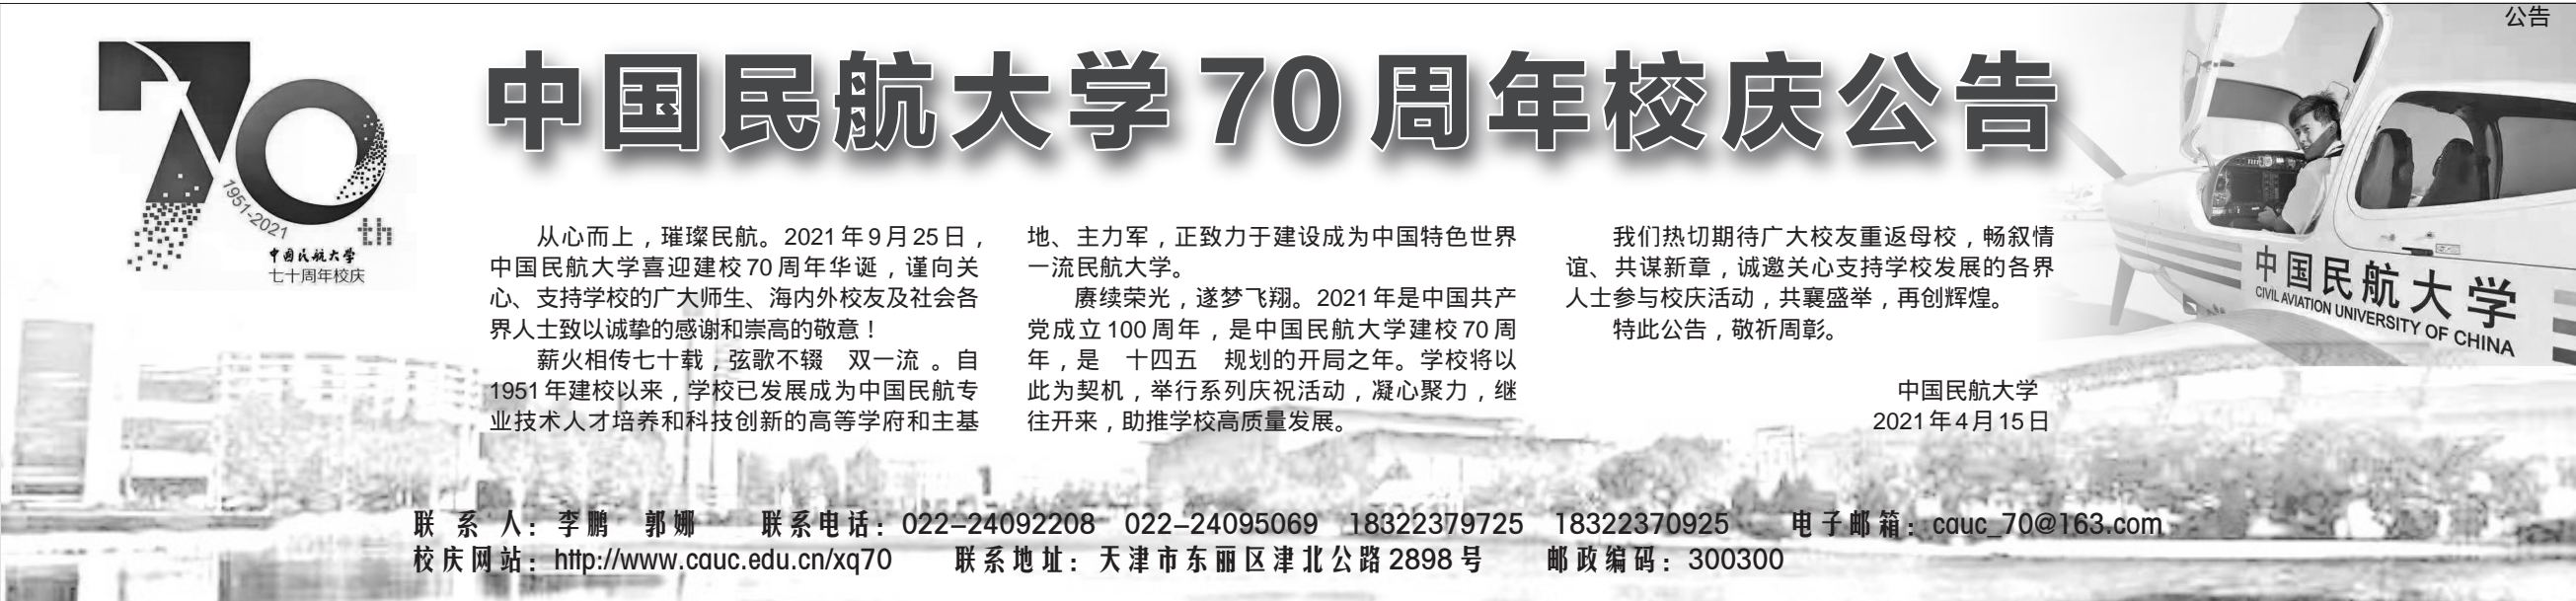 公告
70th
1951-2021
中国民航大学
七十周年校庆
中国民航大学70周年校庆公告
从心而上，璀璨民航。2021年9月25日，
中国民航大学喜迎建校70周年华诞，谨向关
心、支持学校的广大师生、海内外校友及社会各
界人士致以诚挚的感谢和崇高的敬意！
薪火相传七十载，弦歌不辍　双一流　。自
1951年建校以来，学校已发展成为中国民航专
业技术人才培养和科技创新的高等学府和主基
地、主力军，正致力于建设成为中国特色世界
一流民航大学。
赓续荣光，遂梦飞翔。2021年是中国共产
党成立100周年，是中国民航大学建校70周
年，是　十四五　规划的开局之年。学校将以
此为契机，举行系列庆祝活动，凝心聚力，继
往开来，助推学校高质量发展。
我们热切期待广大校友重返母校，畅叙情
谊、共谋新章，诚邀关心支持学校发展的各界
人士参与校庆活动，共襄盛举，再创辉煌。
特此公告，敬祈周彰。
中国民航大学
2021年4月15日
中国民航大学
CIVIL AVIATION UNIVERSITY OF CHINA
联系人：李鹏　郭娜　联系电话：022-24092208　022-24095069　18322379725　18322370925　电子邮箱：cauc_70@163.com
校庆网站：http://www.cauc.edu.cn/xq70　联系地址：天津市东丽区津北公路2898号　邮政编码：300300